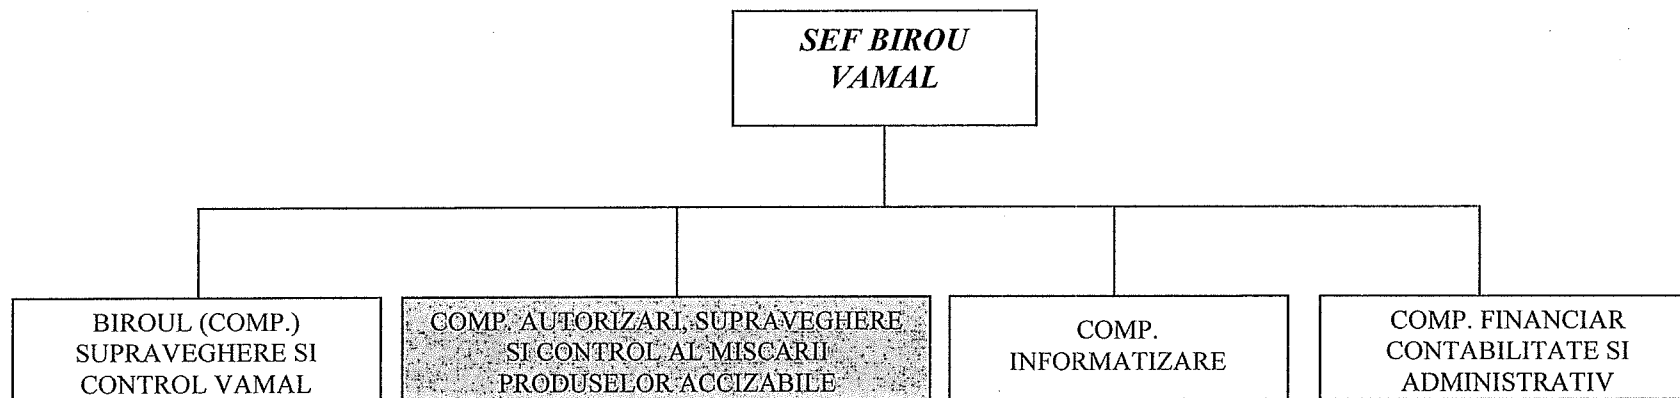 SEF BIROU
VAMAL
BIROUL (COMP.)
SUPRAVEGHERE SI
CONTROL VAMAL
COMP. AUTORIZARI, SUPRAVEGHERE
SI CONTROL AL MISCARII
PRODUSELOR ACCIZABILE
COMP.
INFORMATIZARE
COMP. FINANCIAR
CONTABILITATE SI
ADMINISTRATIV